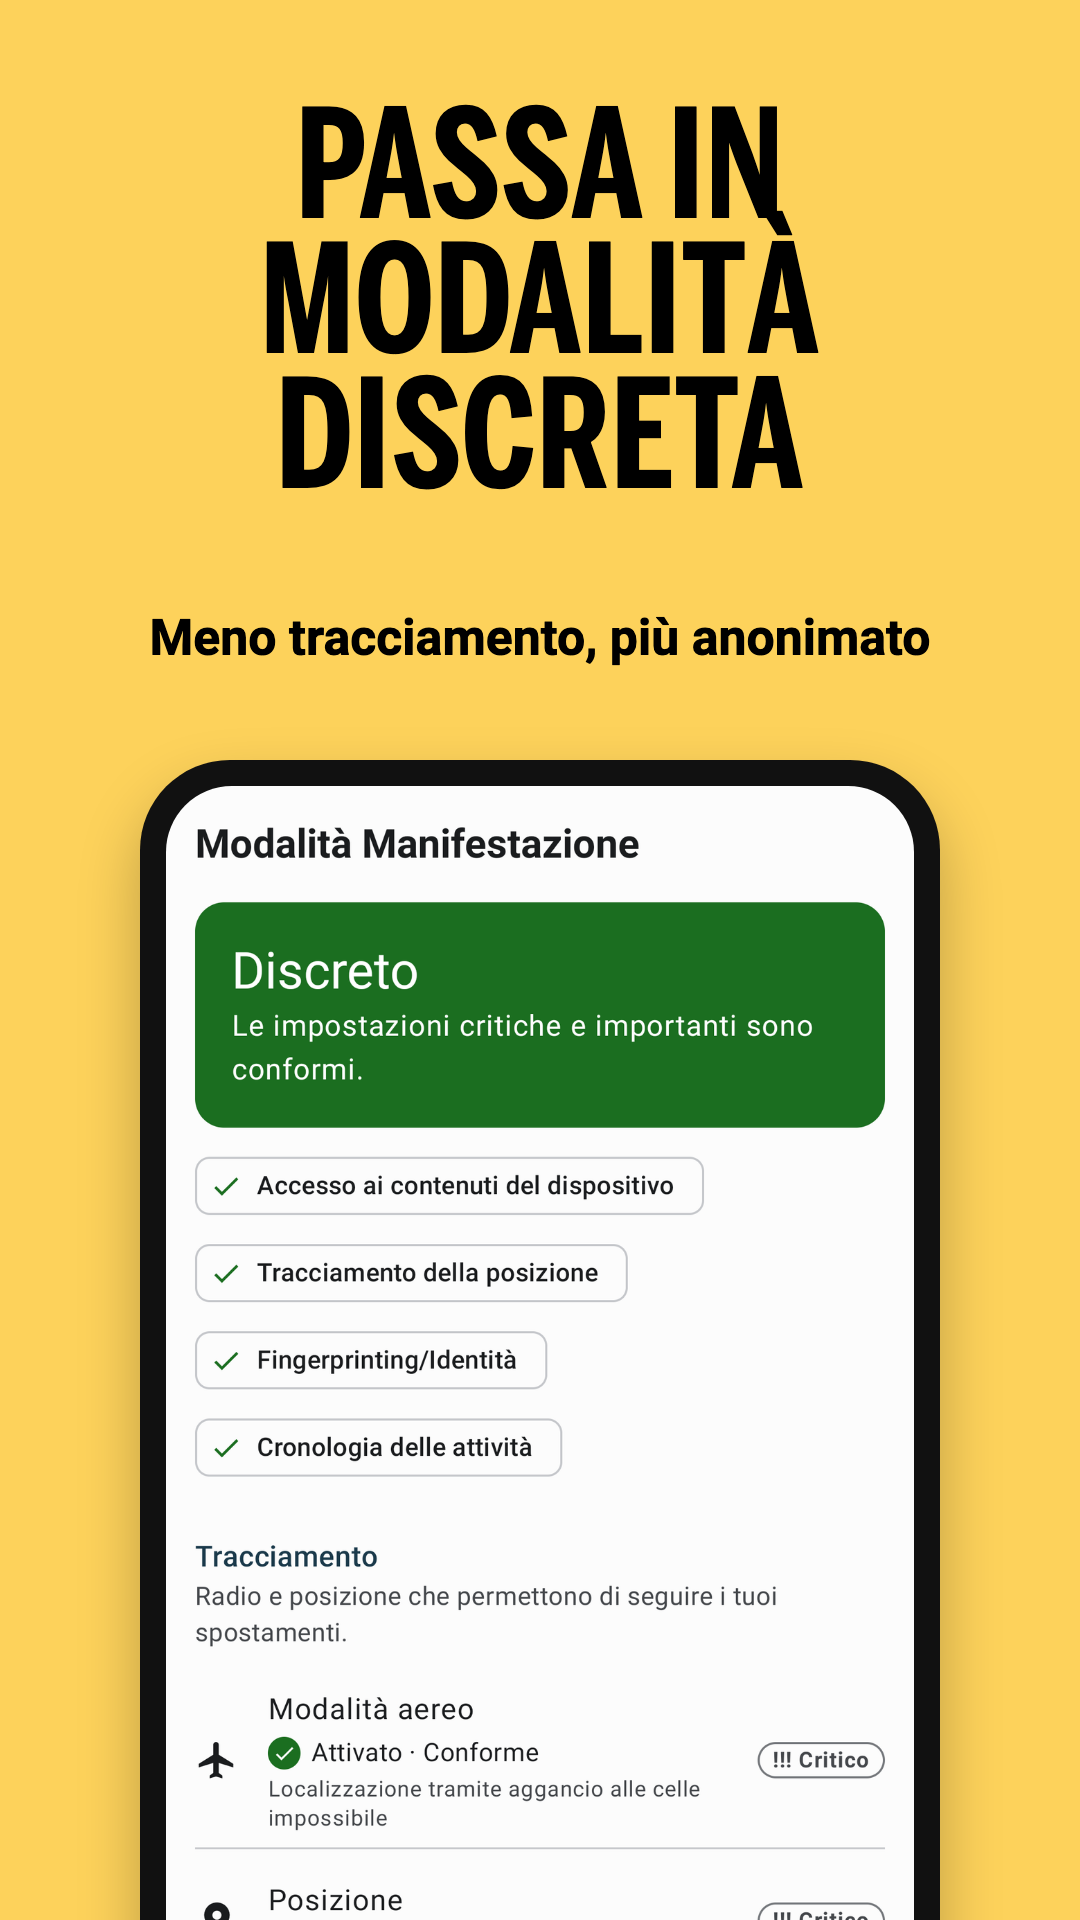 PASSA IN
MODALITÀ
DISCRETA
Meno tracciamento, più anonimato
Modalità Manifestazione
Discreto
Le impostazioni critiche e importanti sono
conformi.
Accesso ai contenuti del dispositivo
Tracciamento della posizione
Fingerprinting/Identità
Cronologia delle attività
Tracciamento
Radio e posizione che permettono di seguire i tuoi
spostamenti.
Modalità aereo
Attivato · Conforme
!!! Critico
Localizzazione tramite aggancio alle celle
impossibile
Posizione
!!! Critico